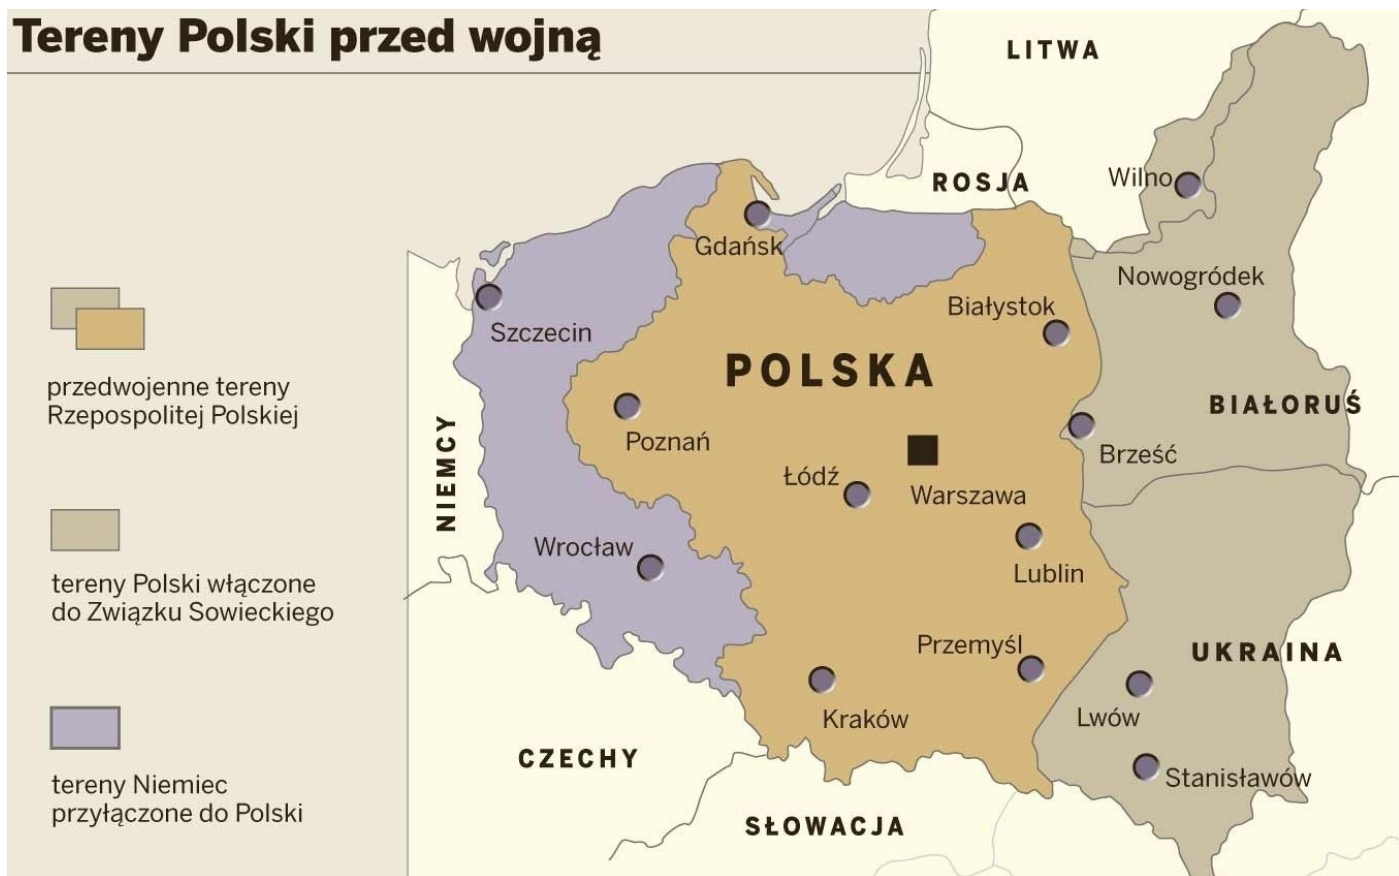 Tereny Polski przed wojną
LITWA
ROSJA
Wilno
Gdańsk
Nowogródek
Białystok
Szczecin
przedwojenne tereny
Rzepospolitej Polskiej
POLSKA
BIAŁORUŚ
NIEMCY
Poznań
Brześć
Łódź
Warszawa
Wrocław
Lublin
tereny Polski włączone
do Związku Sowieckiego
Przemyśl
UKRAINA
Kraków
Lwów
CZECHY
Stanisławów
tereny Niemiec
przyłączone do Polski
SŁOWACJA